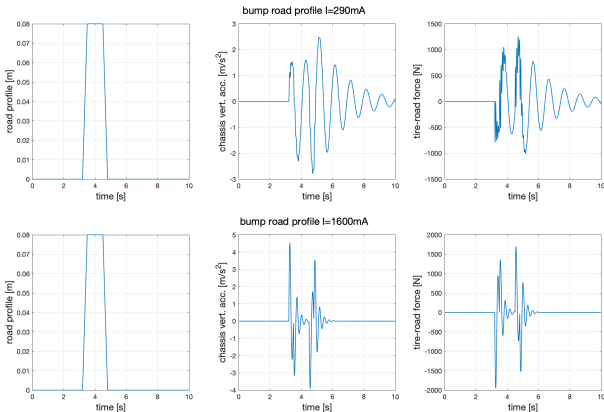 bump road profile I=290mA
road profile [m]
0.08
0.07
0.06
0.05
0.04
0.03
0.02
0.01
0
0 2 4 6 8 10
time [s]
chassis vert. acc. [m/s²]
3
2
1
0
-1
-2
-3
0 2 4 6 8 10
time [s]
tire-road force [N]
1500
1000
500
0
-500
-1000
-1500
0 2 4 6 8 10
time [s]
bump road profile I=1600mA
road profile [m]
0.08
0.07
0.06
0.05
0.04
0.03
0.02
0.01
0
0 2 4 6 8 10
time [s]
chassis vert. acc. [m/s²]
5
4
3
2
1
0
-1
-2
-3
-4
0 2 4 6 8 10
time [s]
tire-road force [N]
2000
1500
1000
500
0
-500
-1000
-1500
-2000
0 2 4 6 8 10
time [s]